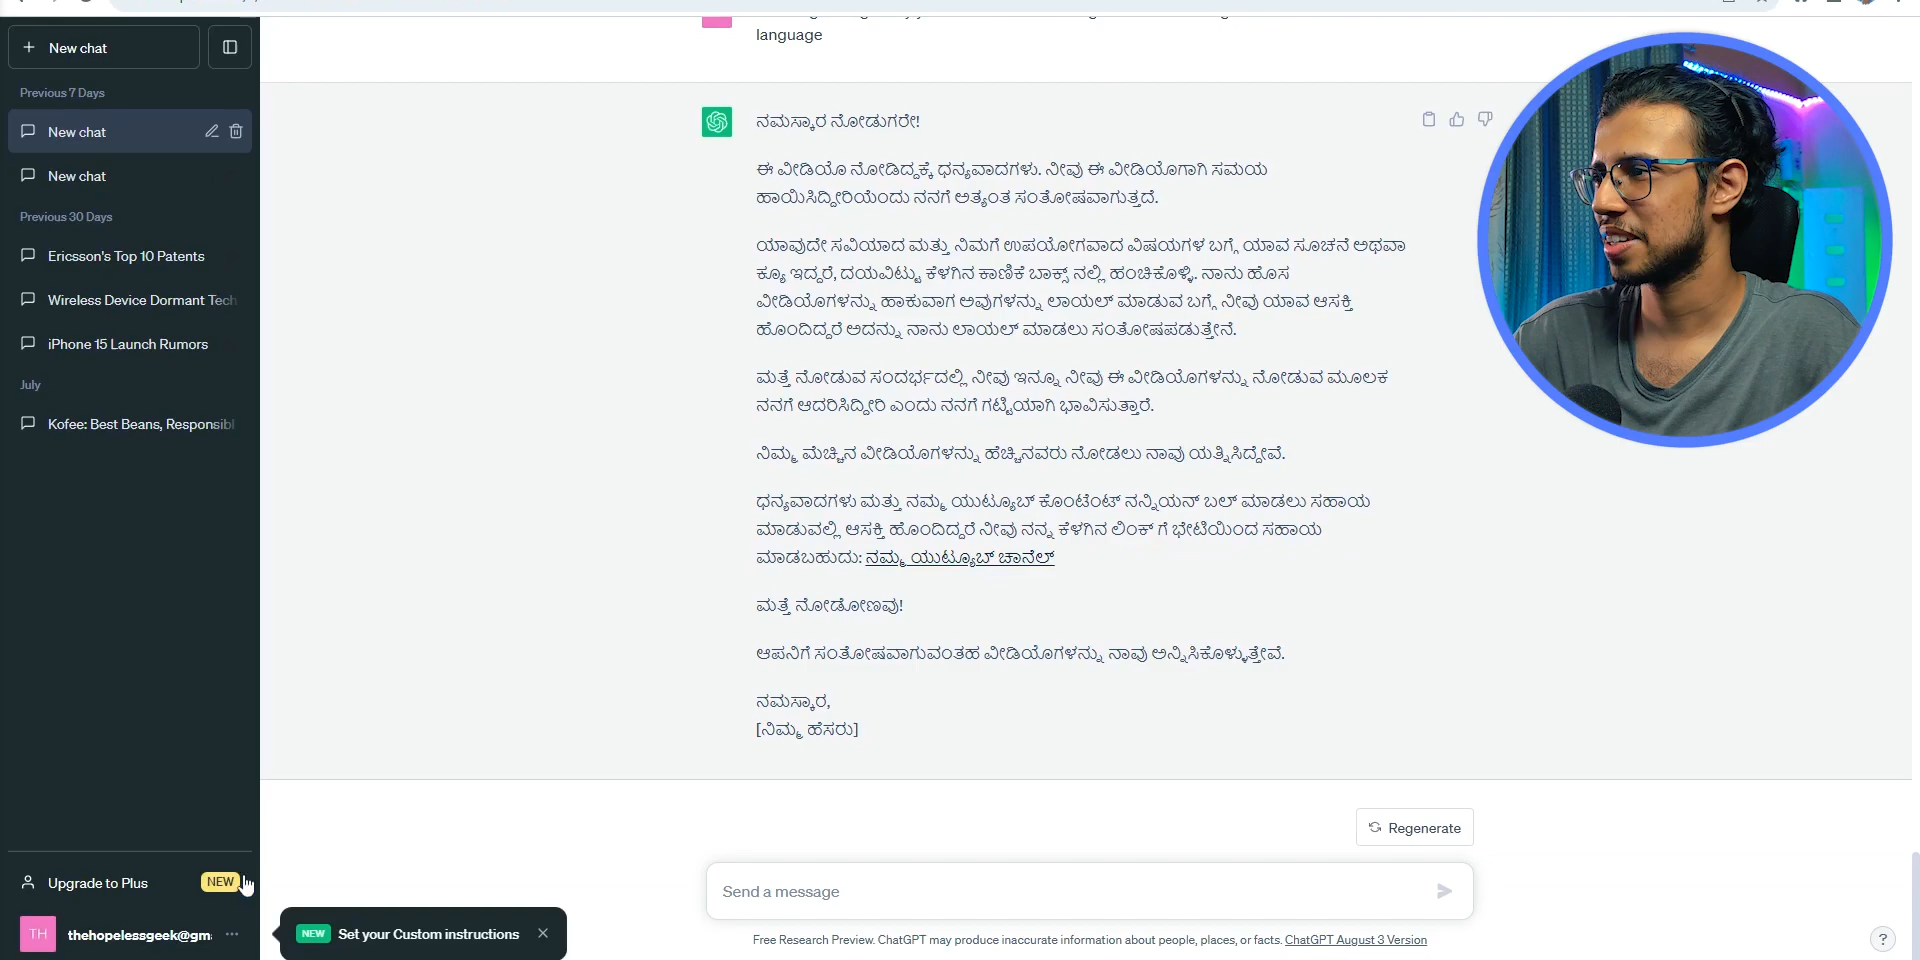 New chat
Previous 7 Days
New chat
New chat
Previous 30 Days
Ericsson's Top 10 Patents
Wireless Device Dormant Tech
iPhone 15 Launch Rumors
July
Kofee: Best Beans, Responsibl
Upgrade to Plus NEW
TH thehopelessgeek@gm
language
ನಮಸ್ಕಾರ ನೋಡುಗರೇ!
ಈ ವೀಡಿಯೊ ನೋಡಿದ್ದಕ್ಕೆ ಧನ್ಯವಾದಗಳು. ನೀವು ಈ ವೀಡಿಯೊಗಾಗಿ ಸಮಯ
ಹಾಯಿಸಿದ್ದೀರಿಯೆಂದು ನನಗೆ ಅತ್ಯಂತ ಸಂತೋಷವಾಗುತ್ತದೆ.
ಯಾವುದೇ ಸವಿಯಾದ ಮತ್ತು ನಿಮಗೆ ಉಪಯೋಗವಾದ ವಿಷಯಗಳ ಬಗ್ಗೆ ಯಾವ ಸೂಚನೆ ಅಥವಾ
ಕ್ಯೂ ಇದ್ದರೆ, ದಯವಿಟ್ಟು ಕೆಳಗಿನ ಕಾಣಿಕೆ ಬಾಕ್ಸ್ ನಲ್ಲಿ ಹಂಚಿಕೊಳ್ಳಿ. ನಾನು ಹೊಸ
ವೀಡಿಯೊಗಳನ್ನು ಹಾಕುವಾಗ ಅವುಗಳನ್ನು ಲಾಯಲ್ ಮಾಡುವ ಬಗ್ಗೆ ನೀವು ಯಾವ ಆಸಕ್ತಿ
ಹೊಂದಿದ್ದರೆ ಅದನ್ನು ನಾನು ಲಾಯಲ್ ಮಾಡಲು ಸಂತೋಷಪಡುತ್ತೇನೆ.
ಮತ್ತೆ ನೋಡುವ ಸಂದರ್ಭದಲ್ಲಿ ನೀವು ಇನ್ನೂ ನೀವು ಈ ವೀಡಿಯೊಗಳನ್ನು ನೋಡುವ ಮೂಲಕ
ನನಗೆ ಆದರಿಸಿದ್ದೀರಿ ಎಂದು ನನಗೆ ಗಟ್ಟಿಯಾಗಿ ಭಾವಿಸುತ್ತಾರೆ.
ನಿಮ್ಮ ಮೆಚ್ಚಿನ ವೀಡಿಯೊಗಳನ್ನು ಹೆಚ್ಚಿನವರು ನೋಡಲು ನಾವು ಯತ್ನಿಸಿದ್ದೇವೆ.
ಧನ್ಯವಾದಗಳು ಮತ್ತು ನಮ್ಮ ಯುಟ್ಯೂಬ್ ಕೊಂಟೆಂಟ್ ನನ್ನಿಯನ್ ಬಲ್ ಮಾಡಲು ಸಹಾಯ
ಮಾಡುವಲ್ಲಿ ಆಸಕ್ತಿ ಹೊಂದಿದ್ದರೆ ನೀವು ನನ್ನ ಕೆಳಗಿನ ಲಿಂಕ್ ಗೆ ಭೇಟಿಯಿಂದ ಸಹಾಯ
ಮಾಡಬಹುದು: ನಮ್ಮ ಯುಟ್ಯೂಬ್ ಚಾನೆಲ್
ಮತ್ತೆ ನೋಡೋಣವು!
ಆಪನಿಗೆ ಸಂತೋಷವಾಗುವಂತಹ ವೀಡಿಯೊಗಳನ್ನು ನಾವು ಅನ್ನಿಸಿಕೊಳ್ಳುತ್ತೇವೆ.
ನಮಸ್ಕಾರ,
[ನಿಮ್ಮ ಹೆಸರು]
Regenerate
Send a message
NEW Set your Custom instructions
Free Research Preview. ChatGPT may produce inaccurate information about people, places, or facts. ChatGPT August 3 Version
?